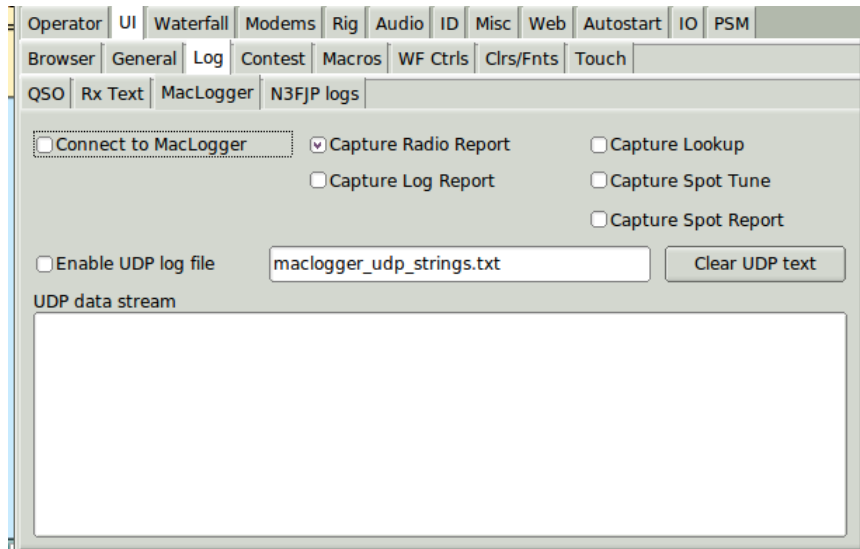 Operator UI Waterfall Modems Rig Audio ID Misc Web Autostart IO PSM
Browser General Log Contest Macros WF Ctrls Clrs/Fnts Touch
QSO Rx Text MacLogger N3FJP logs
Connect to MacLogger Capture Radio Report Capture Lookup
Capture Log Report Capture Spot Tune
Capture Spot Report
Enable UDP log file maclogger_udp_strings.txt Clear UDP text
UDP data stream